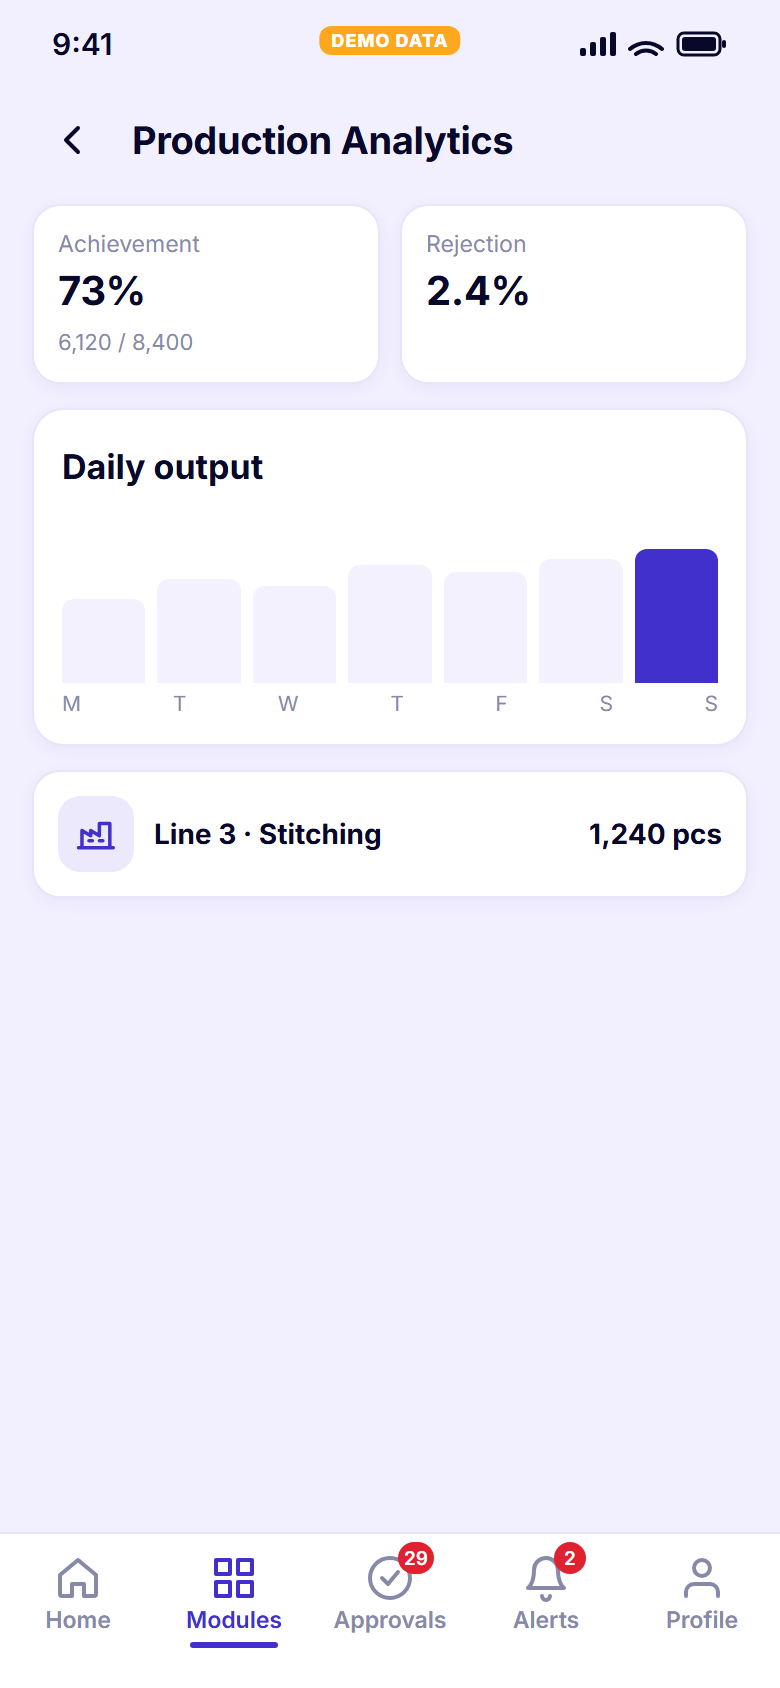 9:41
DEMO DATA
Production Analytics
Achievement
73%
6,120 / 8,400
Rejection
2.4%
Daily output
M T W T F S S
Line 3 · Stitching
1,240 pcs
29
2
Home
Modules
Approvals
Alerts
Profile